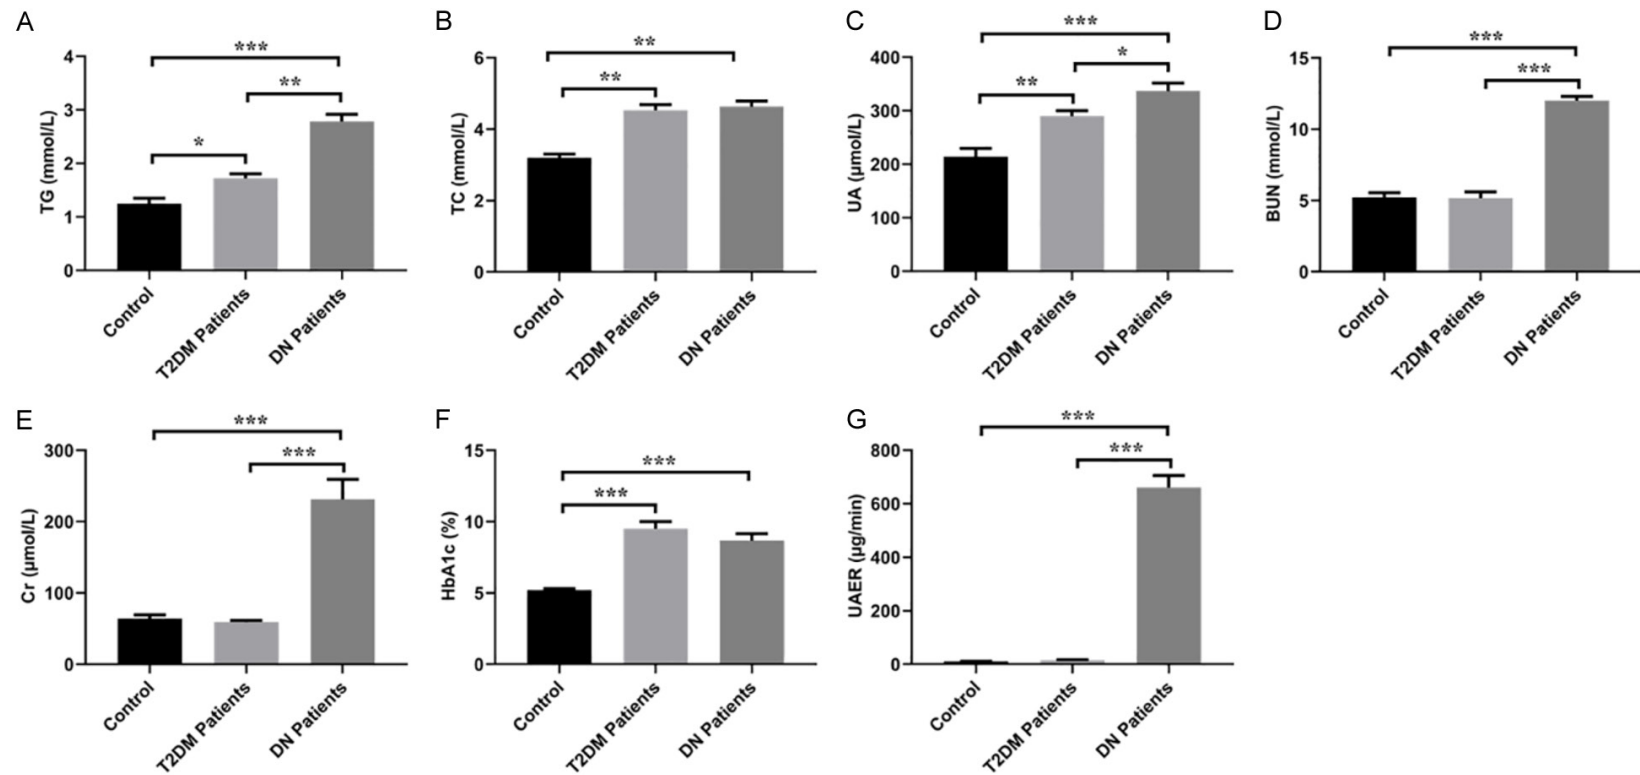 A
***
**
*
TG (mmol/L)
4
3
2
1
0
Control
T2DM Patients
DN Patients
B
**
**
TC (mmol/L)
6
4
2
0
Control
T2DM Patients
DN Patients
C
***
*
**
UA (μmol/L)
400
300
200
100
0
Control
T2DM Patients
DN Patients
D
***
***
BUN (mmol/L)
15
10
5
0
Control
T2DM Patients
DN Patients
E
***
***
Cr (μmol/L)
300
200
100
0
Control
T2DM Patients
DN Patients
F
***
***
HbA1c (%)
15
10
5
0
Control
T2DM Patients
DN Patients
G
***
***
UAER (μg/min)
800
600
400
200
0
Control
T2DM Patients
DN Patients